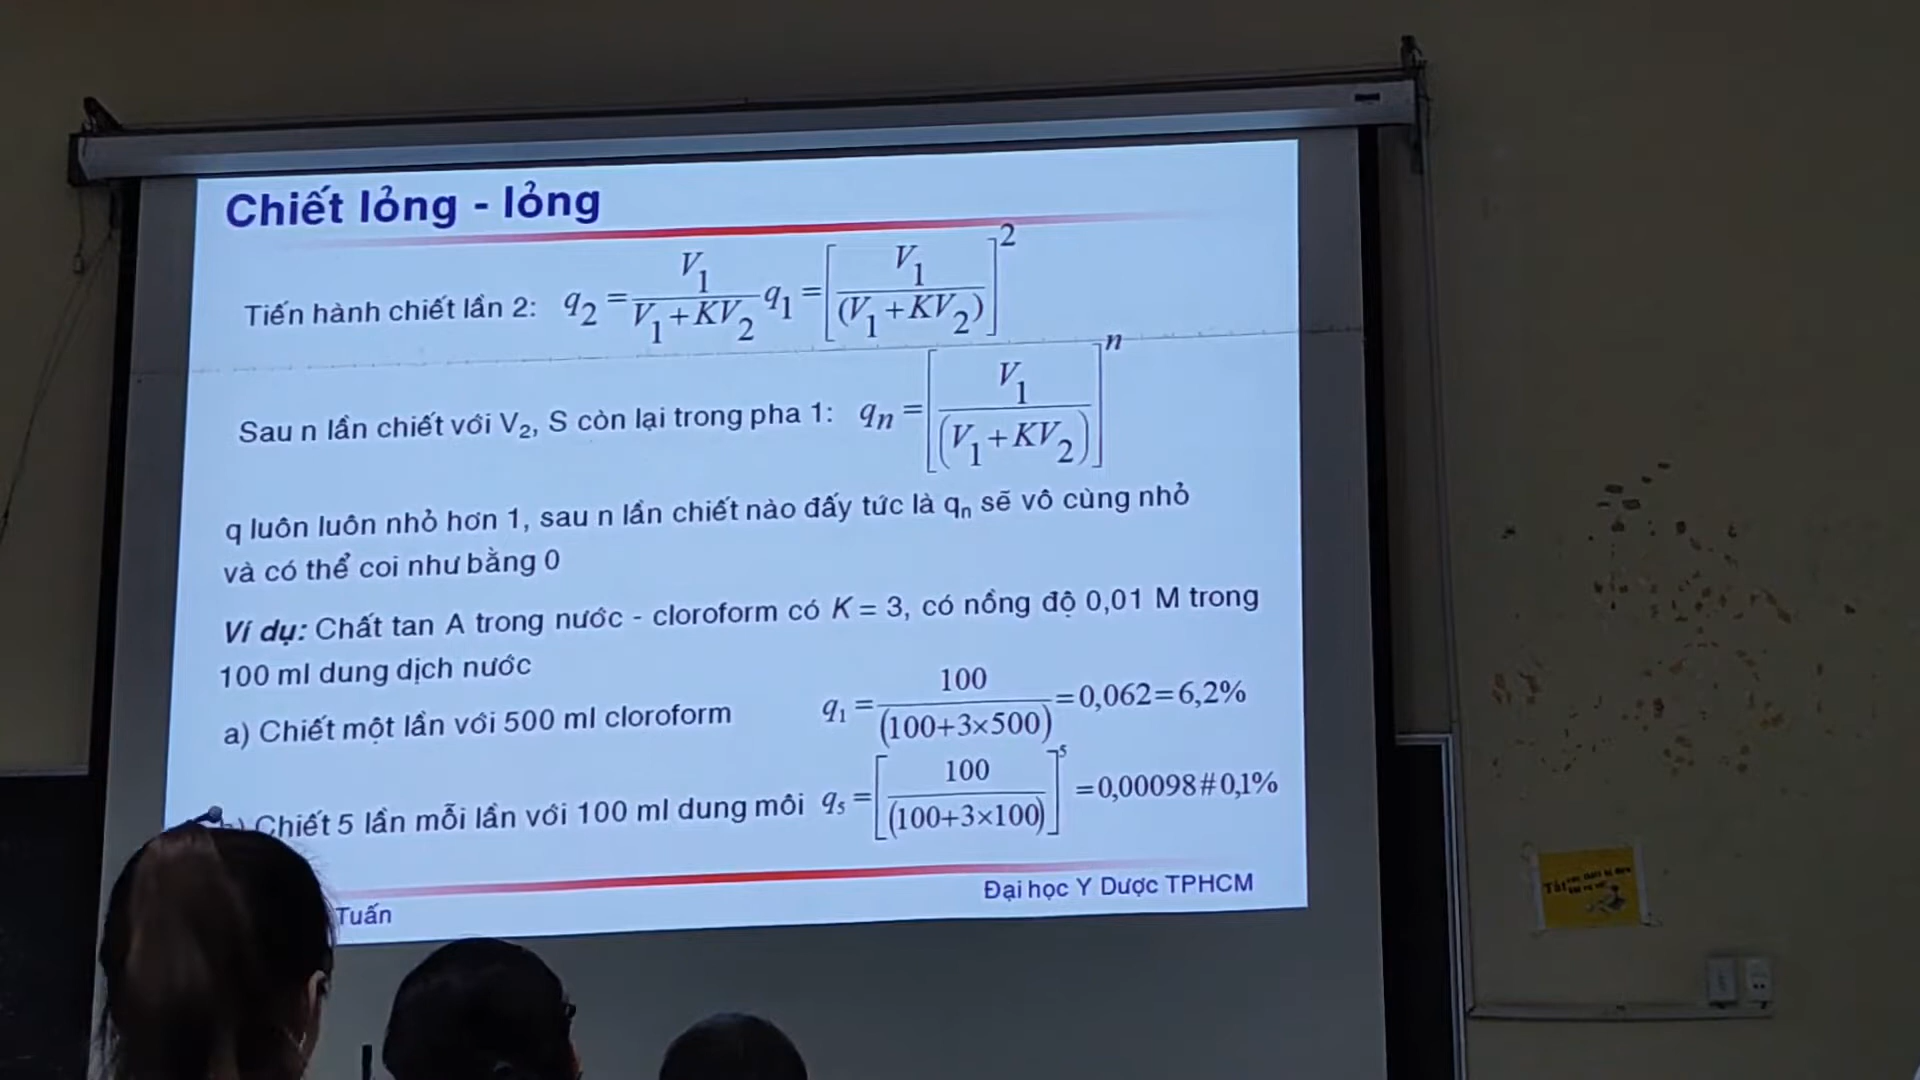 Chiết lỏng - lỏng
Tiến hành chiết lần 2: q₂ = V₁ / (V₁+KV₂) q₁ = [V₁ / (V₁+KV₂)]²
Sau n lần chiết với V₂, S còn lại trong pha 1: qₙ = [V₁ / (V₁+KV₂)]ⁿ
q luôn luôn nhỏ hơn 1, sau n lần chiết nào đấy tức là qₙ sẽ vô cùng nhỏ
và có thể coi như bằng 0
Ví dụ: Chất tan A trong nước - cloroform có K = 3, có nồng độ 0,01 M trong
100 ml dung dịch nước
a) Chiết một lần với 500 ml cloroform q₁ = 100 / (100+3×500) = 0,062 = 6,2%
) Chiết 5 lần mỗi lần với 100 ml dung môi q₅ = [100 / (100+3×100)]⁵ = 0,00098 # 0,1%
Tuấn
Đại học Y Dược TPHCM